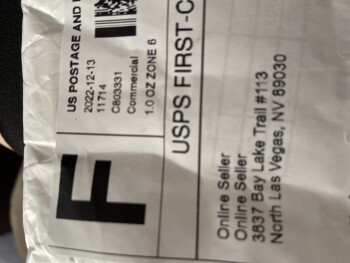 F
US POSTAGE AND
2022-12-13
11714
C803331
Commercial
1.0 OZ ZONE 6
USPS FIRST-C
Online Seller
Online Seller
3837 Bay Lake Trail #113
North Las Vegas, NV 89030